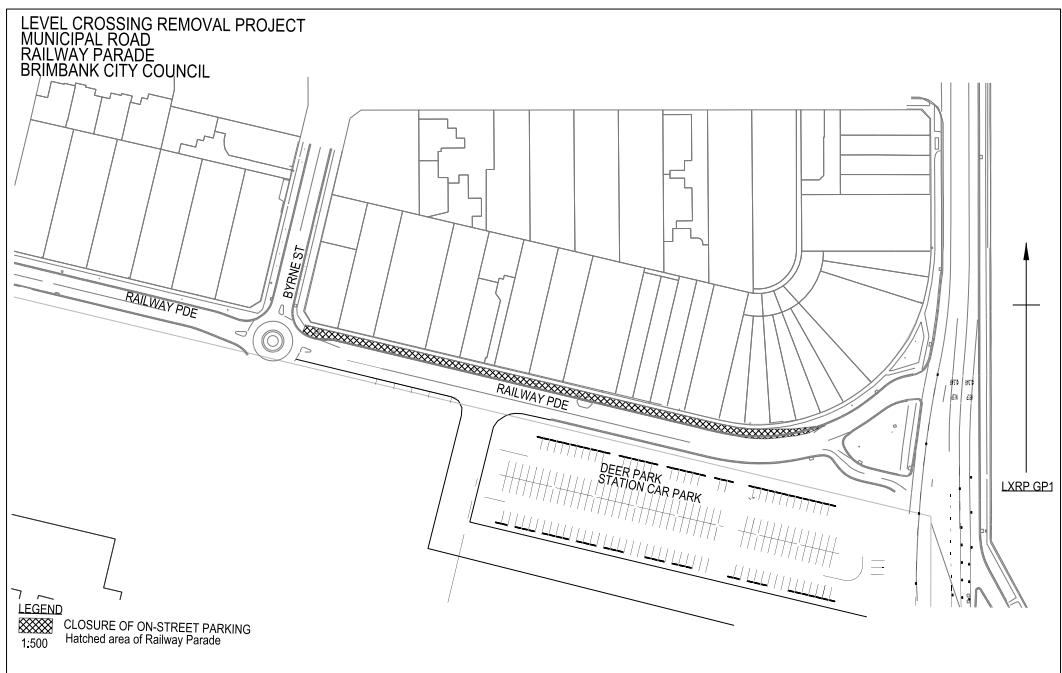 LEVEL CROSSING REMOVAL PROJECT
MUNICIPAL ROAD
RAILWAY PARADE
BRIMBANK CITY COUNCIL
BYRNE ST
RAILWAY PDE
RAILWAY PDE
DEER PARK
STATION CAR PARK
LXRP GP1
LEGEND
CLOSURE OF ON-STREET PARKING
1:500 Hatched area of Railway Parade